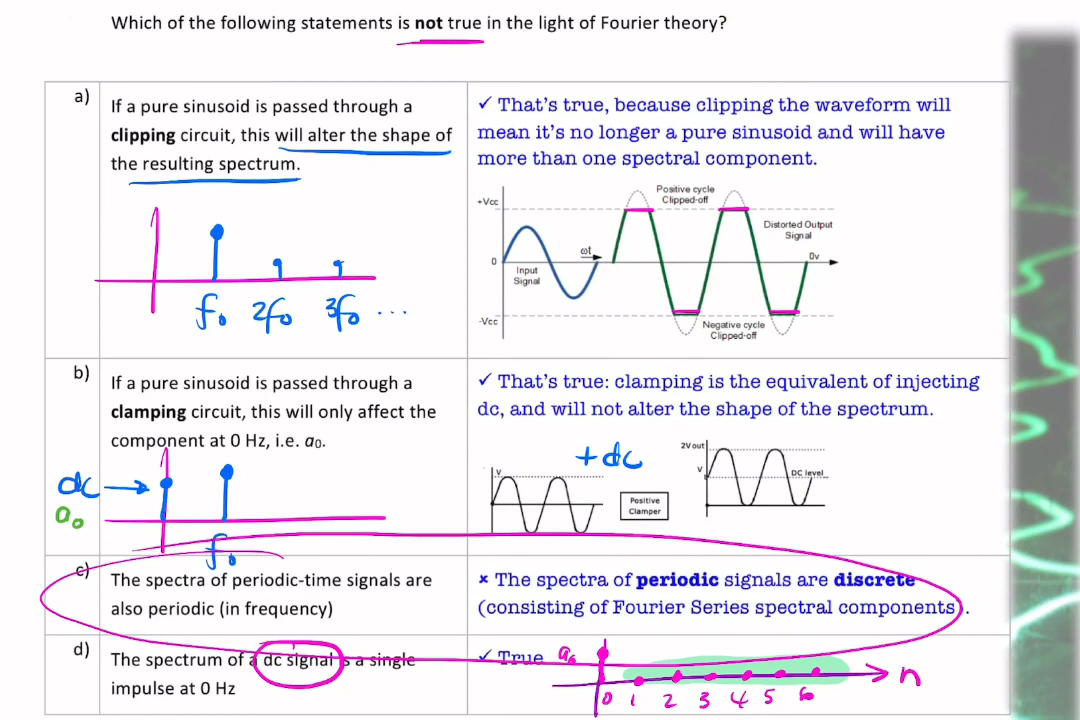 Which of the following statements is not true in the light of Fourier theory?
a)
If a pure sinusoid is passed through a
clipping circuit, this will alter the shape of
the resulting spectrum.
f₀ 2f₀ 3f₀ ...
✓ That's true, because clipping the waveform will
mean it's no longer a pure sinusoid and will have
more than one spectral component.
+Vcc
0
-Vcc
Input
Signal
ωt
Positive cycle
Clipped-off
Distorted Output
Signal
0v
Negative cycle
Clipped-off
b)
If a pure sinusoid is passed through a
clamping circuit, this will only affect the
component at 0 Hz, i.e. a₀.
dc
a₀
f₀
✓ That's true: clamping is the equivalent of injecting
dc, and will not alter the shape of the spectrum.
+dc
V
Positive
Clamper
2Vout
V
DC level
c)
The spectra of periodic-time signals are
also periodic (in frequency)
× The spectra of periodic signals are discrete
(consisting of Fourier Series spectral components).
d)
The spectrum of a dc signal is a single
impulse at 0 Hz
✓ True
a₀
n
0 1 2 3 4 5 6